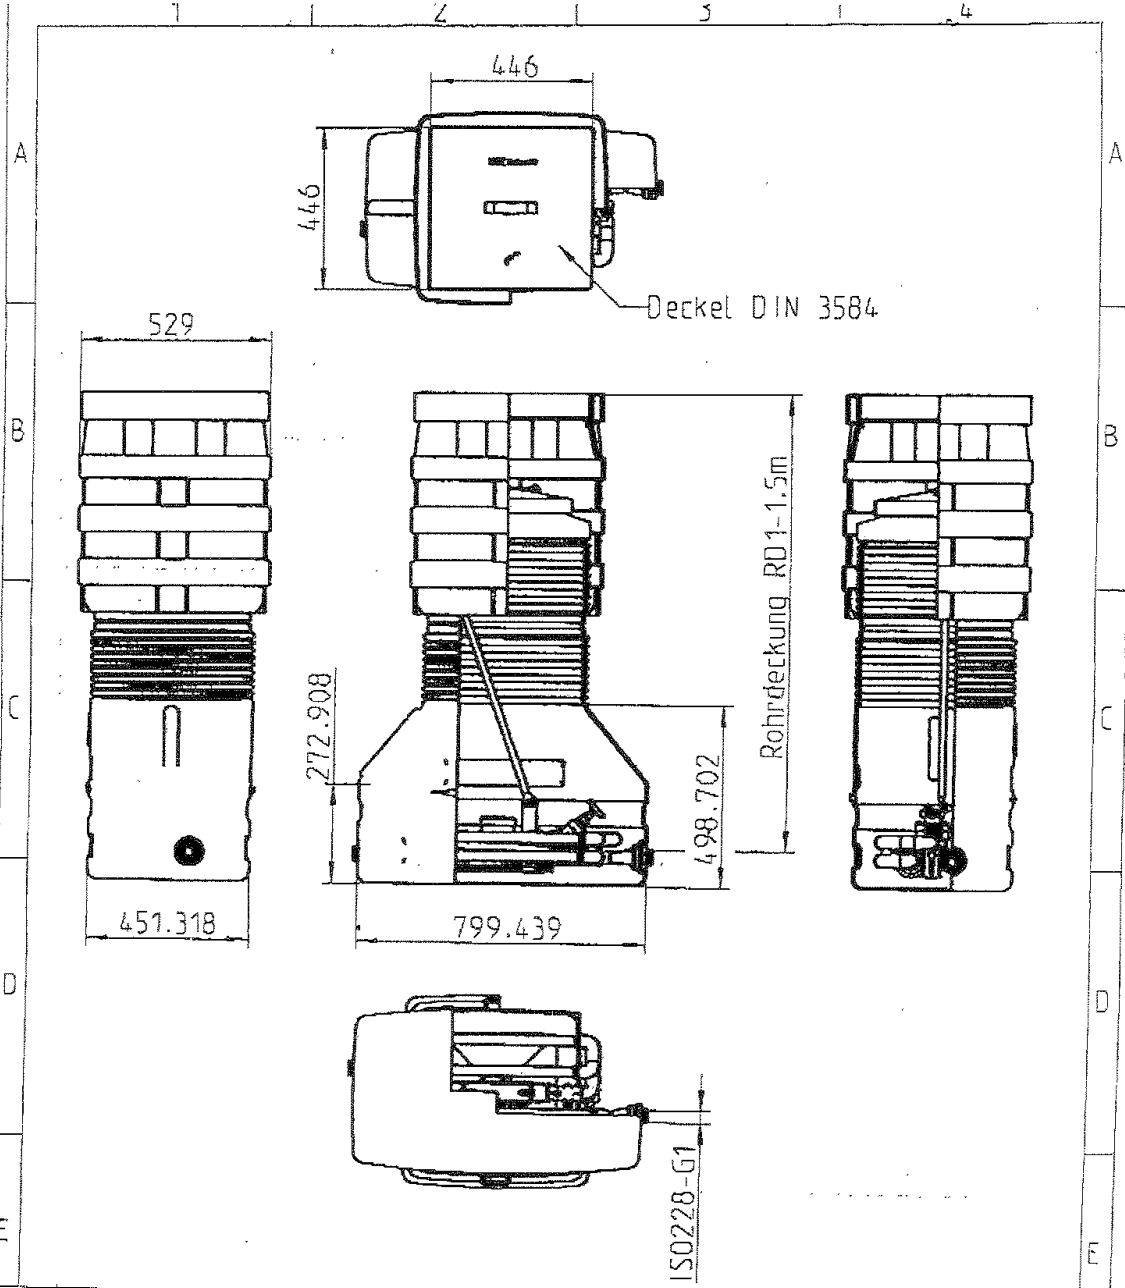 1 2 3 4
446
A A
446
Deckel DIN 3584
529
B B
Rohrdeckung RD1-1.5m
272.908
C C
498.702
451.318
799.439
D D
ISO228-G1
E E